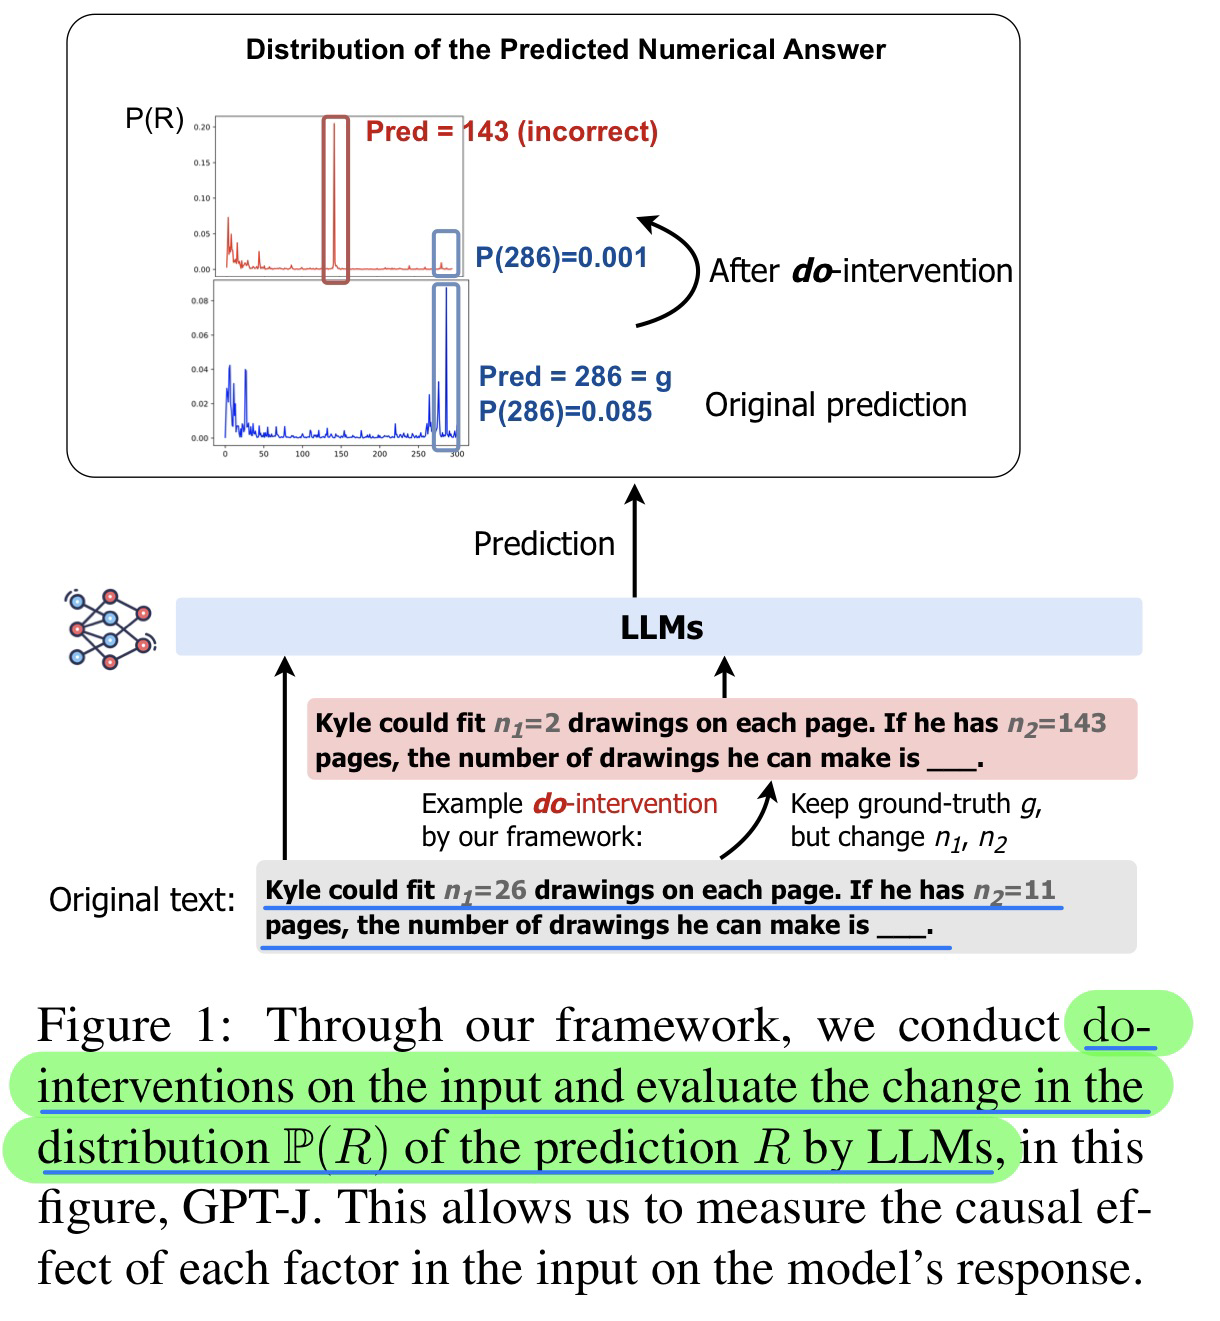 Distribution of the Predicted Numerical Answer
P(R)
0.20
0.15
0.10
0.05
0.00
Pred = 143 (incorrect)
P(286)=0.001
After do-intervention
0.08
0.06
0.04
0.02
0.00
0 50 100 150 200 250 300
Pred = 286 = g
P(286)=0.085
Original prediction
Prediction
LLMs
Kyle could fit n₁=2 drawings on each page. If he has n₂=143
pages, the number of drawings he can make is ___.
Example do-intervention
by our framework:
Keep ground-truth g,
but change n₁, n₂
Original text:
Kyle could fit n₁=26 drawings on each page. If he has n₂=11
pages, the number of drawings he can make is ___.
Figure 1: Through our framework, we conduct do-
interventions on the input and evaluate the change in the
distribution ℙ(R) of the prediction R by LLMs, in this
figure, GPT-J. This allows us to measure the causal ef-
fect of each factor in the input on the model's response.